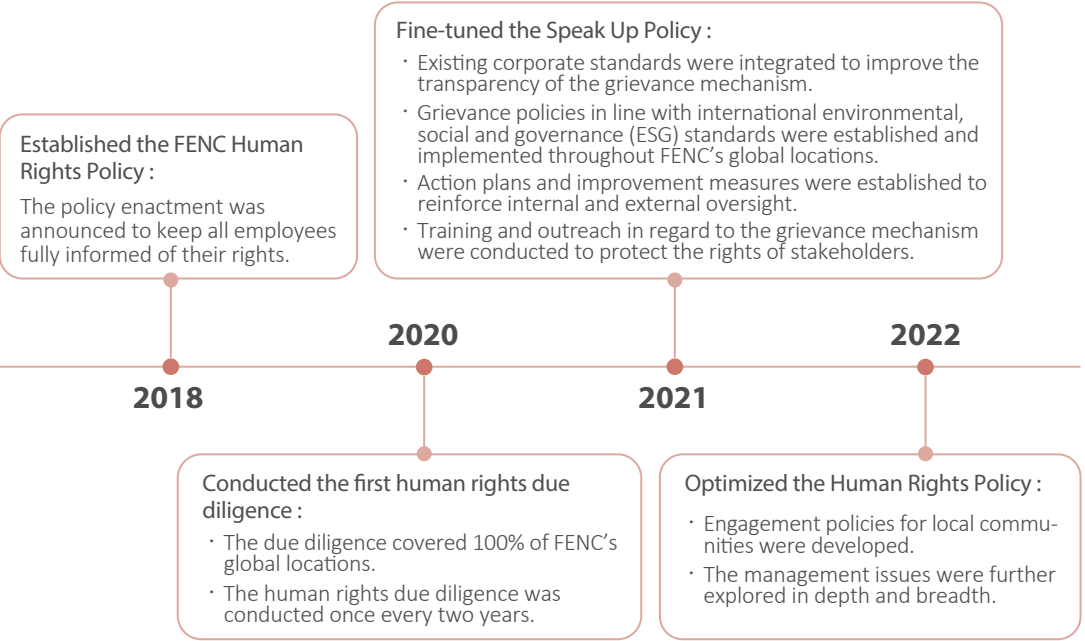 Established the FENC Human
Rights Policy :
The policy enactment was
announced to keep all employees
fully informed of their rights.
2018
2020
Conducted the first human rights due
diligence :
· The due diligence covered 100% of FENC's
global locations.
· The human rights due diligence was
conducted once every two years.
Fine-tuned the Speak Up Policy :
· Existing corporate standards were integrated to improve the
transparency of the grievance mechanism.
· Grievance policies in line with international environmental,
social and governance (ESG) standards were established and
implemented throughout FENC's global locations.
· Action plans and improvement measures were established to
reinforce internal and external oversight.
· Training and outreach in regard to the grievance mechanism
were conducted to protect the rights of stakeholders.
2021
2022
Optimized the Human Rights Policy :
· Engagement policies for local commu-
nities were developed.
· The management issues were further
explored in depth and breadth.